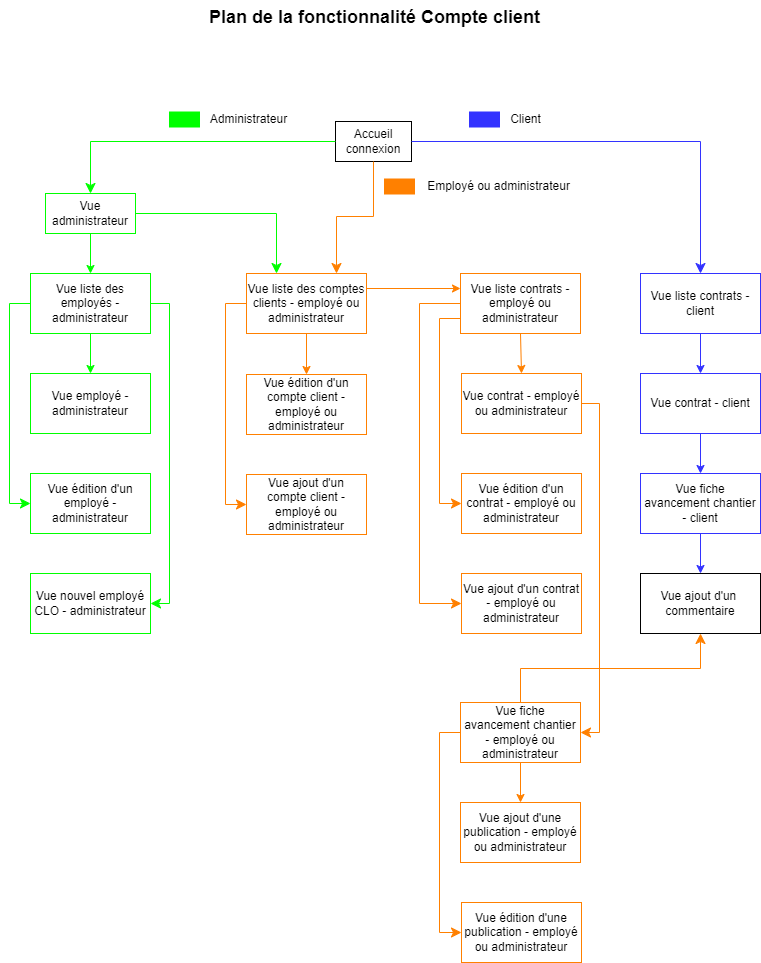 Plan de la fonctionnalité Compte client
Administrateur
Accueil
connexion
Client
Employé ou administrateur
Vue
administrateur
Vue liste des
employés -
administrateur
Vue liste des comptes
clients - employé ou
administrateur
Vue liste contrats -
employé ou
administrateur
Vue liste contrats -
client
Vue employé -
administrateur
Vue édition d'un
compte client -
employé ou
administrateur
Vue contrat - employé
ou administrateur
Vue contrat - client
Vue édition d'un
employé -
administrateur
Vue ajout d'un
compte client -
employé ou
administrateur
Vue édition d'un
contrat - employé ou
administrateur
Vue fiche
avancement chantier
- client
Vue nouvel employé
CLO - administrateur
Vue ajout d'un contrat
- employé ou
administrateur
Vue ajout d'un
commentaire
Vue fiche
avancement chantier
- employé ou
administrateur
Vue ajout d'une
publication - employé
ou administrateur
Vue édition d'une
publication - employé
ou administrateur